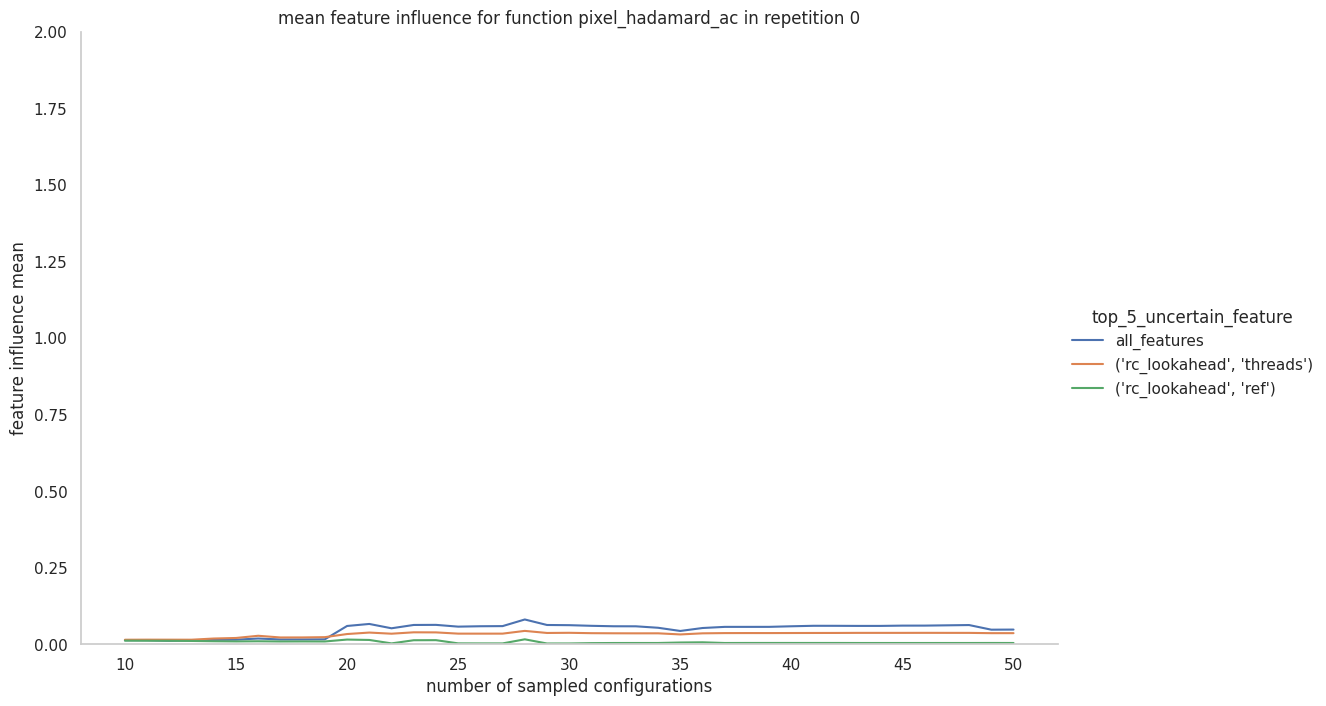 mean feature influence for function pixel_hadamard_ac in repetition 0
2.00
1.75
1.50
1.25
1.00
0.75
0.50
0.25
0.00
feature influence mean
10 15 20 25 30 35 40 45 50
number of sampled configurations
top_5_uncertain_feature
all_features
('rc_lookahead', 'threads')
('rc_lookahead', 'ref')